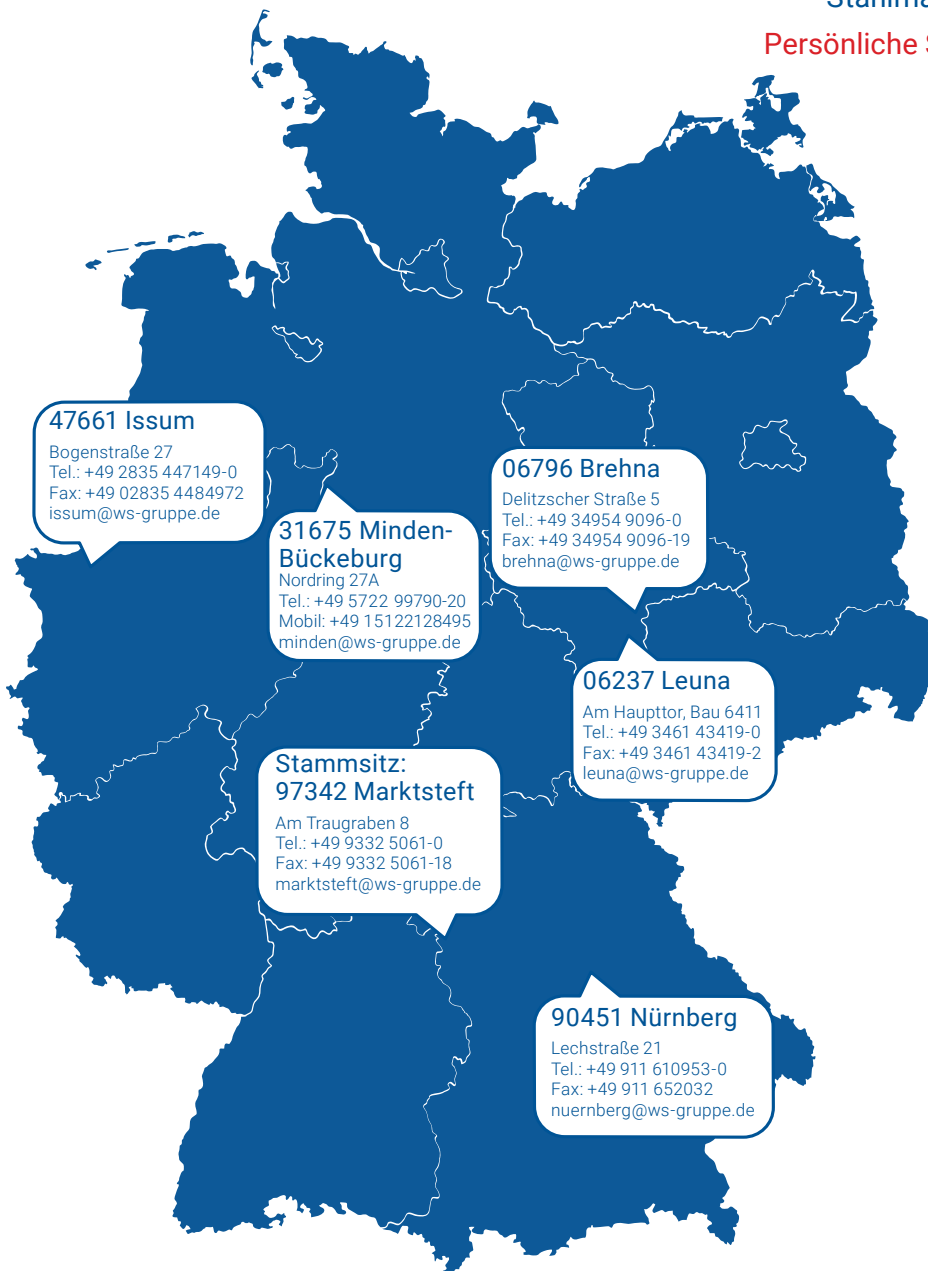 Persönliche
47661 Issum
Bogenstraße 27
Tel.: +49 2835 447149-0
Fax: +49 02835 4484972
issum@ws-gruppe.de
06796 Brehna
Delitzscher Straße 5
Tel.: +49 34954 9096-0
Fax: +49 34954 9096-19
brehna@ws-gruppe.de
31675 Minden-
Bückeburg
Nordring 27A
Tel.: +49 5722 99790-20
Mobil: +49 15122128495
minden@ws-gruppe.de
06237 Leuna
Am Haupttor, Bau 6411
Tel.: +49 3461 43419-0
Fax: +49 3461 43419-2
leuna@ws-gruppe.de
Stammsitz:
97342 Marktsteft
Am Traugraben 8
Tel.: +49 9332 5061-0
Fax: +49 9332 5061-18
marktsteft@ws-gruppe.de
90451 Nürnberg
Lechstraße 21
Tel.: +49 911 610953-0
Fax: +49 911 652032
nuernberg@ws-gruppe.de